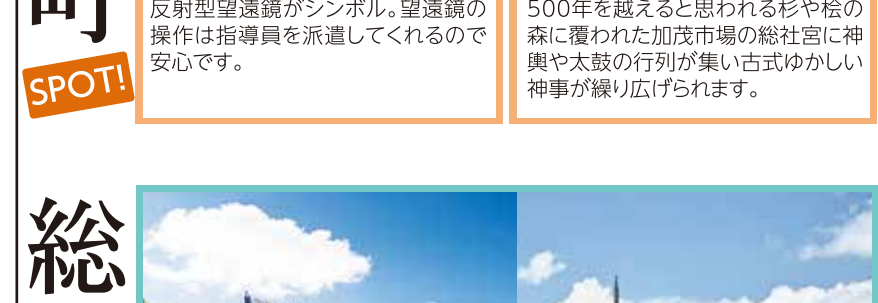 町
SPOT!
反射型望遠鏡がシンボル。望遠鏡の
操作は指導員を派遣してくれるので
安心です。
500年を越えると思われる杉や桧の
森に覆われた加茂市場の総社宮に神
輿や太鼓の行列が集い古式ゆかしい
神事が繰り広げられます。
総